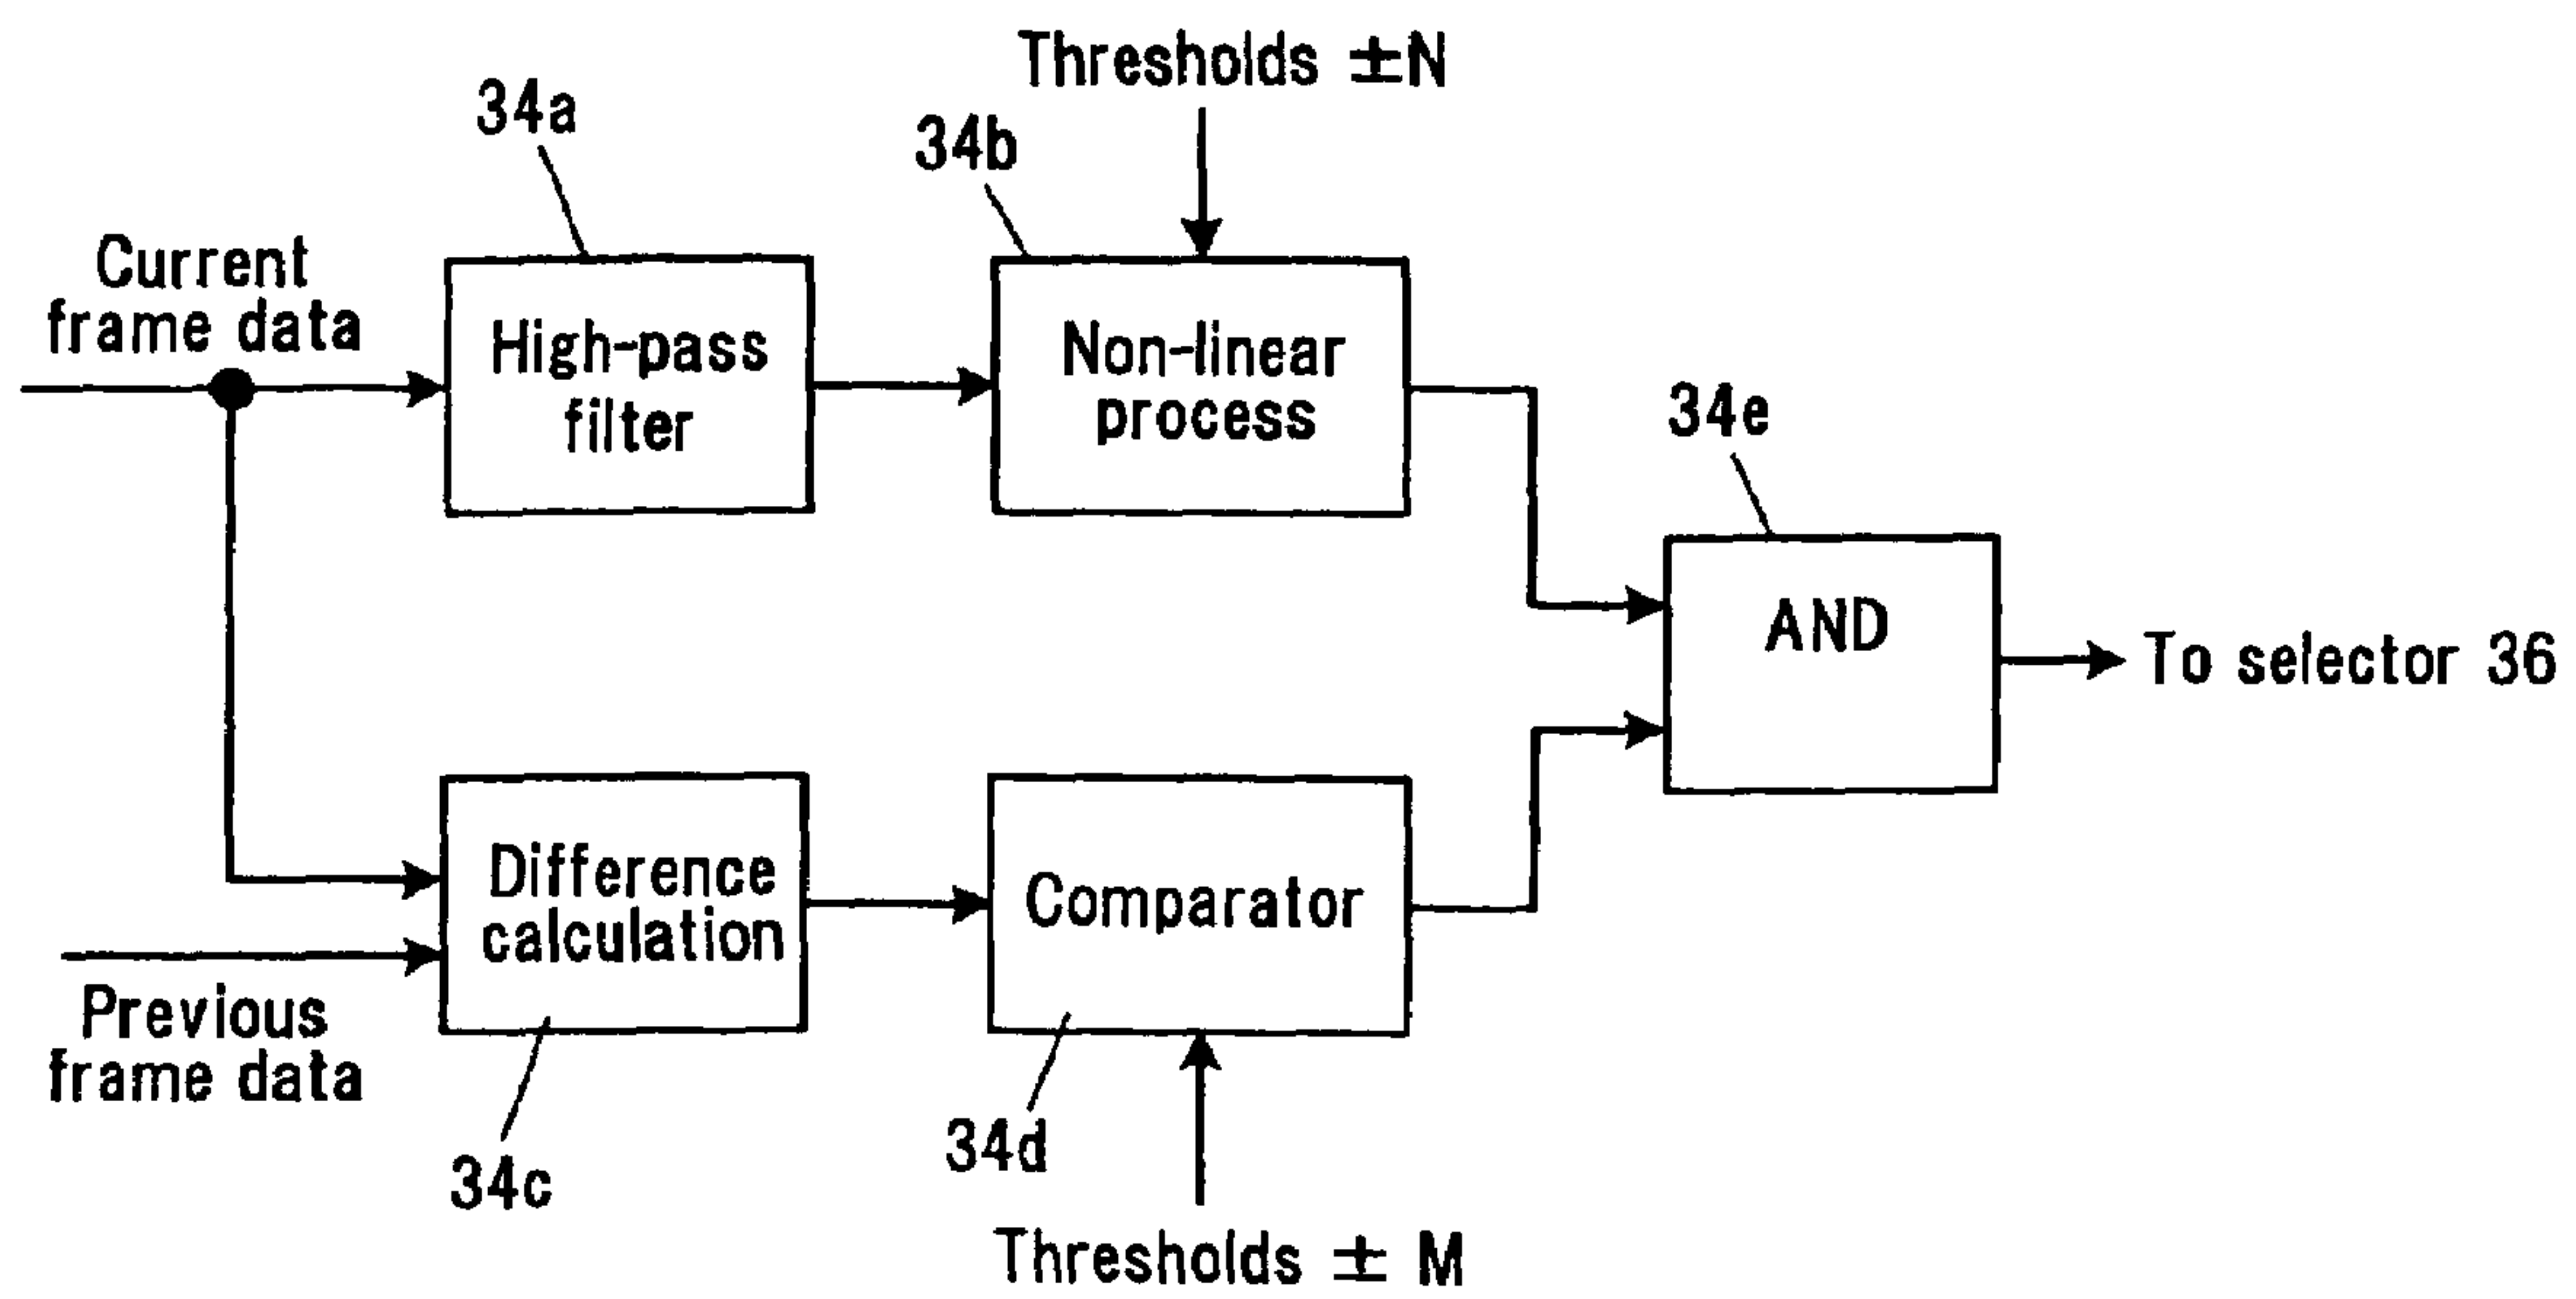 Thresholds ±N
34a
34b
Current
frame data
High-pass
filter
Non-linear
process
34e
AND
To selector 36
Difference
calculation
Comparator
Previous
frame data
34c
34d
Thresholds ± M